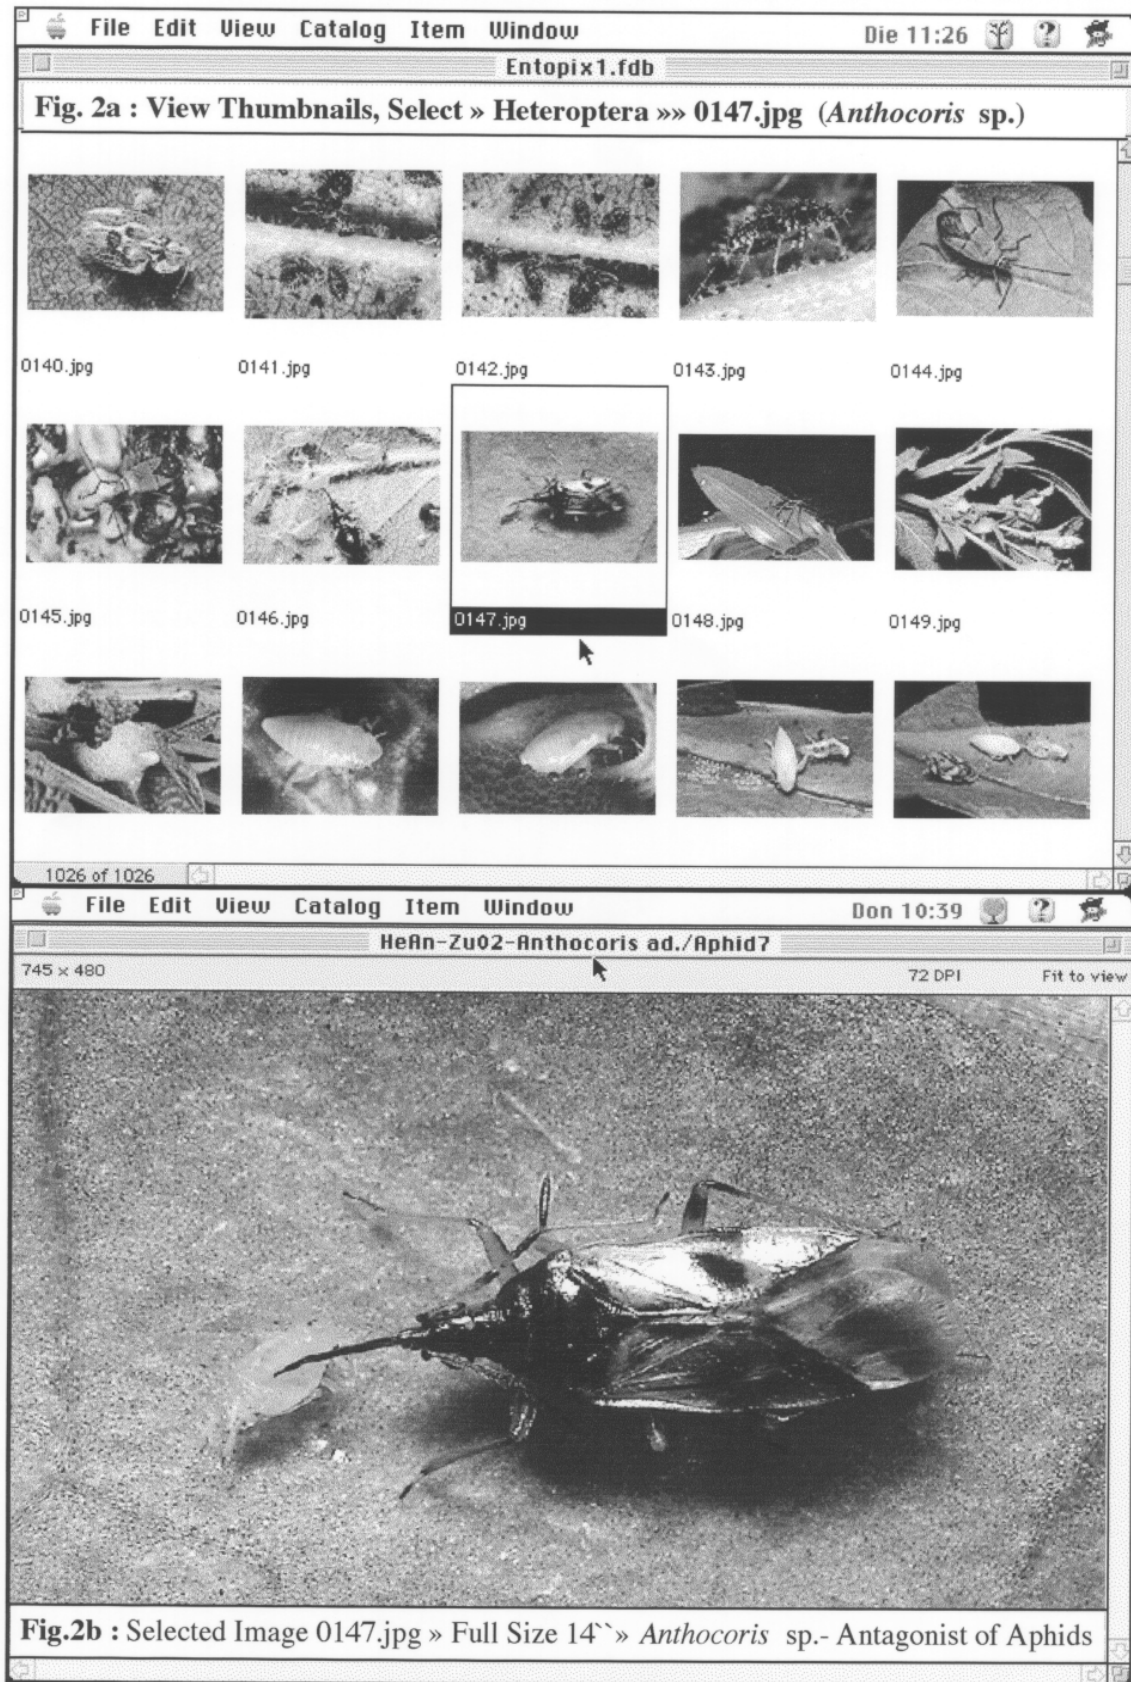 File Edit View Catalog Item Window Die 11:26
Entopix1.fdb
Fig. 2a : View Thumbnails, Select » Heteroptera »» 0147.jpg (Anthocoris sp.)
0140.jpg 0141.jpg 0142.jpg 0143.jpg 0144.jpg
0145.jpg 0146.jpg 0147.jpg 0148.jpg 0149.jpg
1026 of 1026
File Edit View Catalog Item Window Don 10:39
HeAn-Zu02-Anthocoris ad./Aphid7
745 x 480 72 DPI Fit to view
Fig.2b : Selected Image 0147.jpg » Full Size 14``» Anthocoris sp.- Antagonist of Aphids